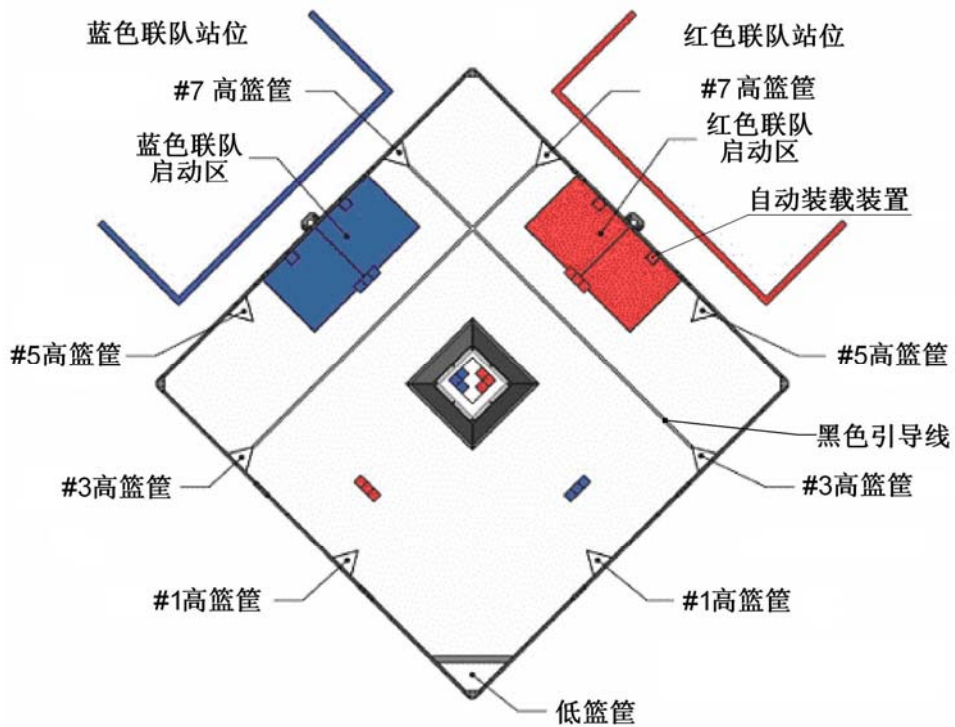 蓝色联队站位
红色联队站位
#7 高篮筐
#7 高篮筐
蓝色联队
启动区
红色联队
启动区
自动装载装置
#5高篮筐
#5高篮筐
黑色引导线
#3高篮筐
#3高篮筐
#1高篮筐
#1高篮筐
低篮筐